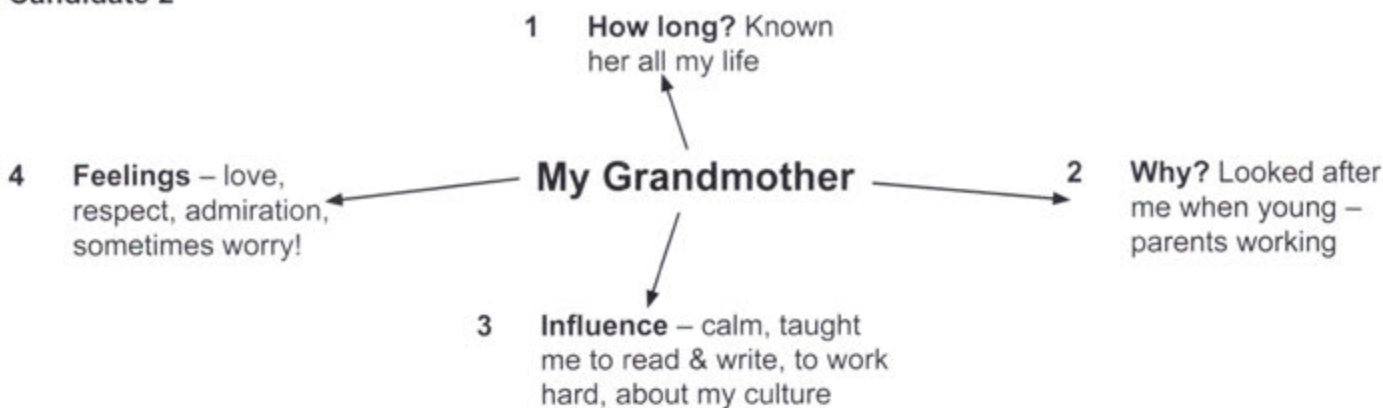 1 How long? Known
her all my life
My Grandmother
2 Why? Looked after
me when young –
parents working
3 Influence – calm, taught
me to read & write, to work
hard, about my culture
4 Feelings – love,
respect, admiration,
sometimes worry!